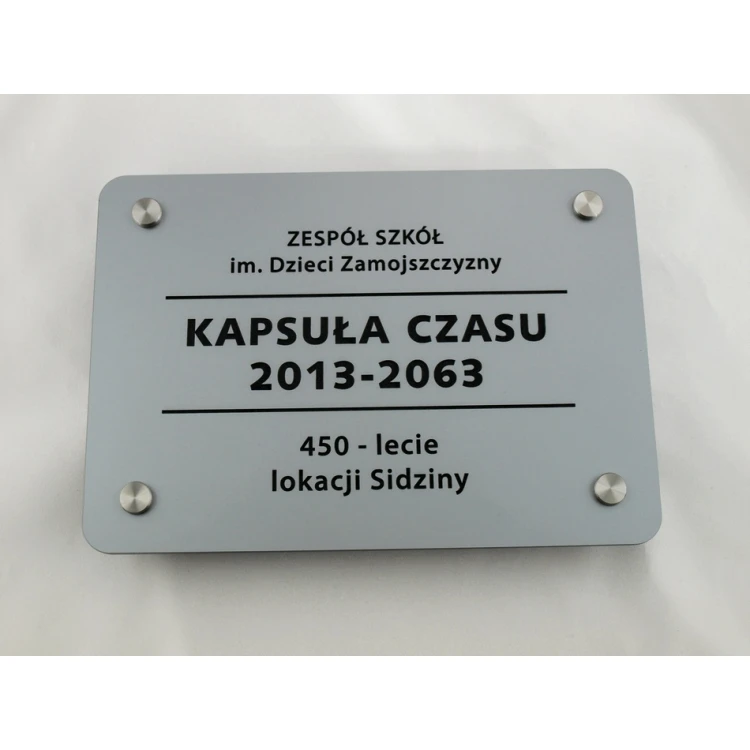 ZESPÓŁ SZKÓŁ
im. Dzieci Zamojszczyzny
KAPSUŁA CZASU
2013-2063
450 - lecie
lokacji Sidziny